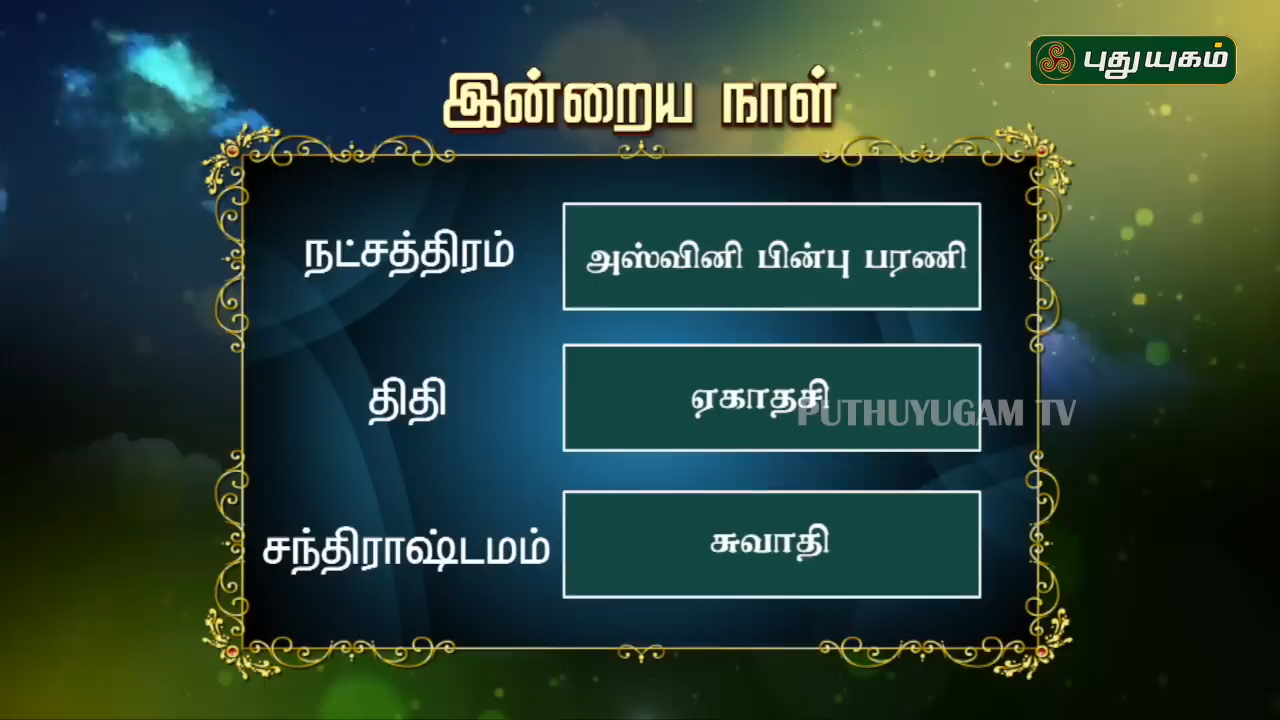 புதுயுகம்
இன்றைய நாள்
நட்சத்திரம் அஸ்வினி பின்பு பரணி
திதி ஏகாதசி
PUTHUYUGAM TV
சந்திராஷ்டமம் சுவாதி